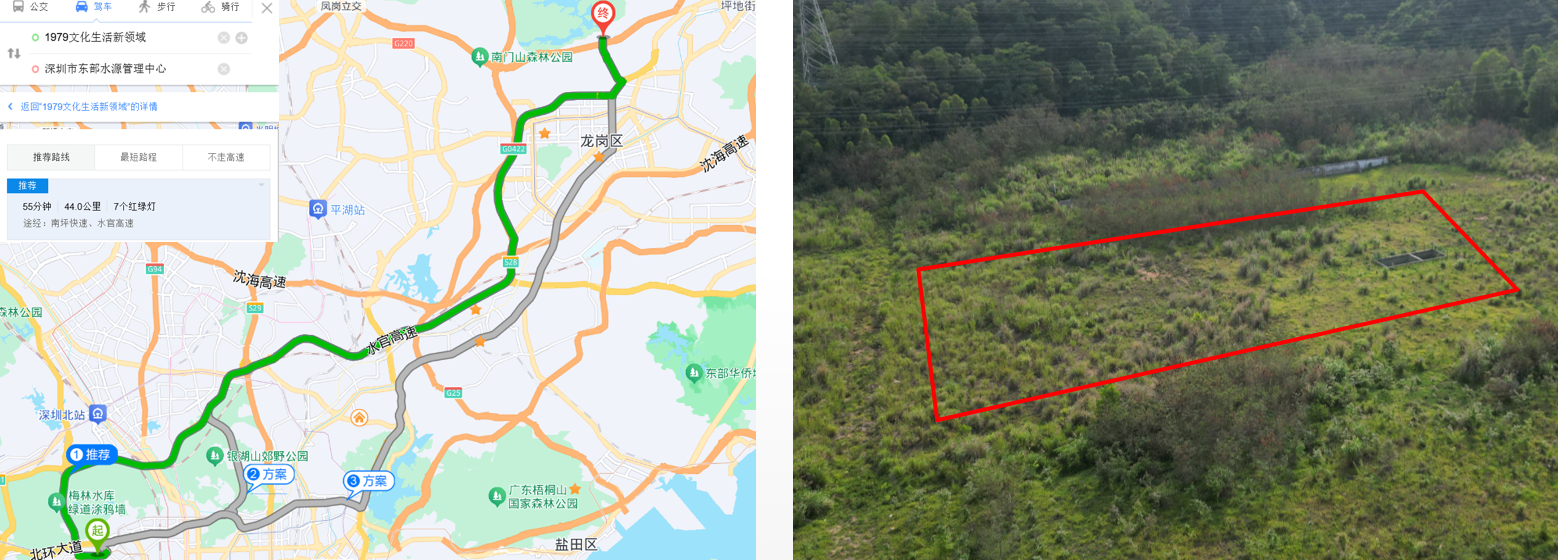 公交
驾车
步行
骑行
1979文化生活新领域
深圳市东部水源管理中心
返回"1979文化生活新领域"的详情
推荐路线
最短路程
不走高速
推荐
55分钟 44.0公里 7个红绿灯
途经：南坪快速、水官高速
凤岗立交
坪地街
终
G220
南门山森林公园
龙岗区
G0422
沈海高速
平湖站
S28
G94
沈海高速
S29
森林公园
水官高速
东部华侨
G25
深圳北站
1 推荐
银湖山郊野公园
2 方案
3 方案
梅林水库
绿道涂鸦墙
广东梧桐山
国家森林公园
起
北环大道
盐田区